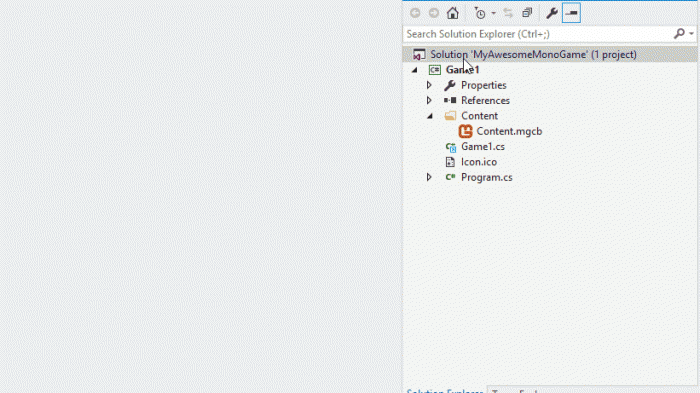 Search Solution Explorer (Ctrl+;)
Solution 'MyAwesomeMonoGame' (1 project)
C# Game1
Properties
References
Content
Content.mgcb
C# Game1.cs
Icon.ico
C# Program.cs
Solution Explorer